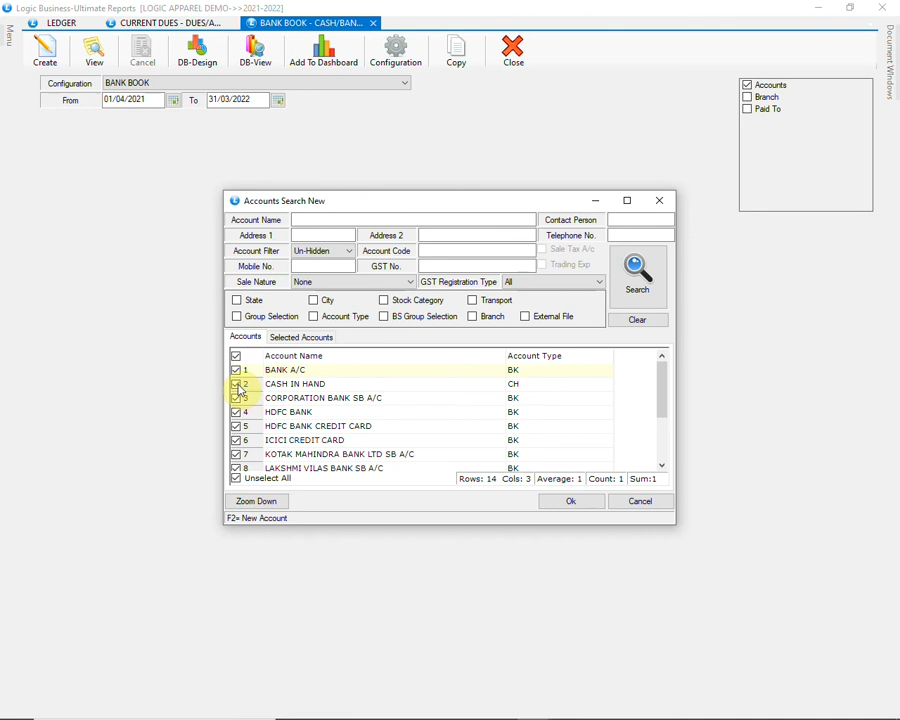 Logic Business-Ultimate Reports [LOGIC APPAREL DEMO->>2021-2022]
Menu
LEDGER
CURRENT DUES - DUES/A...
BANK BOOK - CASH/BAN...
Document Windows
Create
View
Cancel
DB-Design
DB-View
Add To Dashboard
Configuration
Copy
Close
Configuration BANK BOOK
From 01/04/2021 To 31/03/2022
Accounts
Branch
Paid To
Accounts Search New
Account Name Contact Person
Address 1 Address 2 Telephone No.
Account Filter Un-Hidden Account Code Sale Tax A/c
Mobile No. GST No. Trading Exp
Sale Nature None GST Registration Type All
Search
State City Stock Category Transport
Group Selection Account Type BS Group Selection Branch External File
Clear
Accounts Selected Accounts
Account Name Account Type
1 BANK A/C BK
2 CASH IN HAND CH
3 CORPORATION BANK SB A/C BK
4 HDFC BANK BK
5 HDFC BANK CREDIT CARD BK
6 ICICI CREDIT CARD BK
7 KOTAK MAHINDRA BANK LTD SB A/C BK
8 LAKSHMI VILAS BANK SB A/C BK
Unselect All Rows: 14 Cols: 3 Average: 1 Count: 1 Sum:1
Zoom Down Ok Cancel
F2= New Account